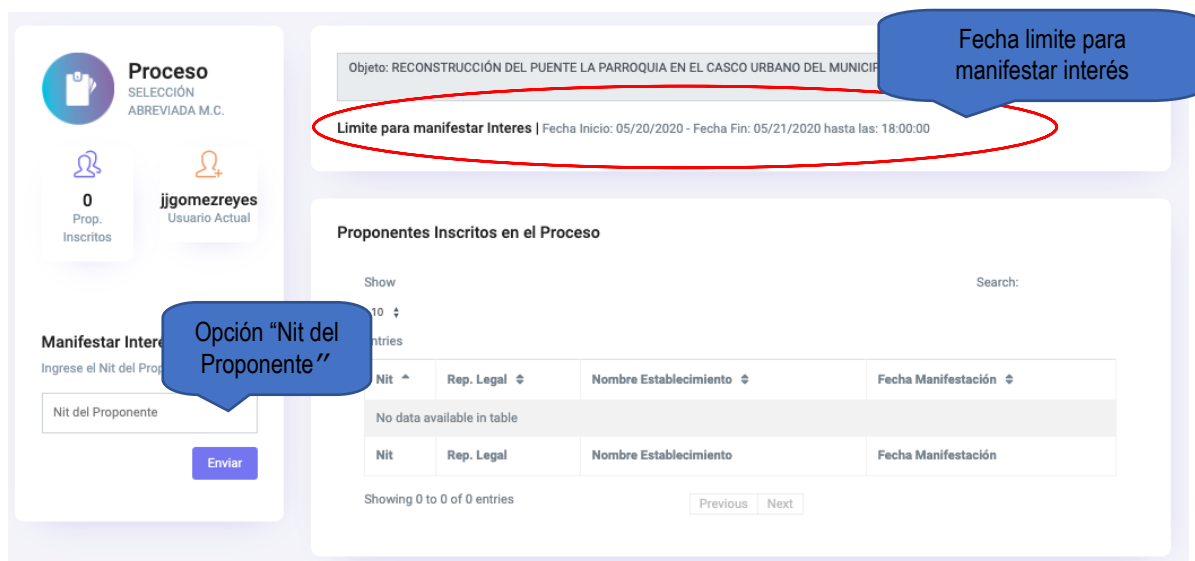 Proceso
SELECCIÓN
ABREVIADA M.C.
0
Prop.
Inscritos
jjgomezreyes
Usuario Actual
Manifestar Intere
Ingrese el Nit del Prop
Nit del Proponente
Enviar
Opción “Nit del
Proponente”
Fecha limite para
manifestar interés
Objeto: RECONSTRUCCIÓN DEL PUENTE LA PARROQUIA EN EL CASCO URBANO DEL MUNICIP
Limite para manifestar Interes | Fecha Inicio: 05/20/2020 - Fecha Fin: 05/21/2020 hasta las: 18:00:00
Proponentes Inscritos en el Proceso
Show
10
entries
Search:
Nit Rep. Legal Nombre Establecimiento Fecha Manifestación
No data available in table
Nit Rep. Legal Nombre Establecimiento Fecha Manifestación
Showing 0 to 0 of 0 entries
Previous Next